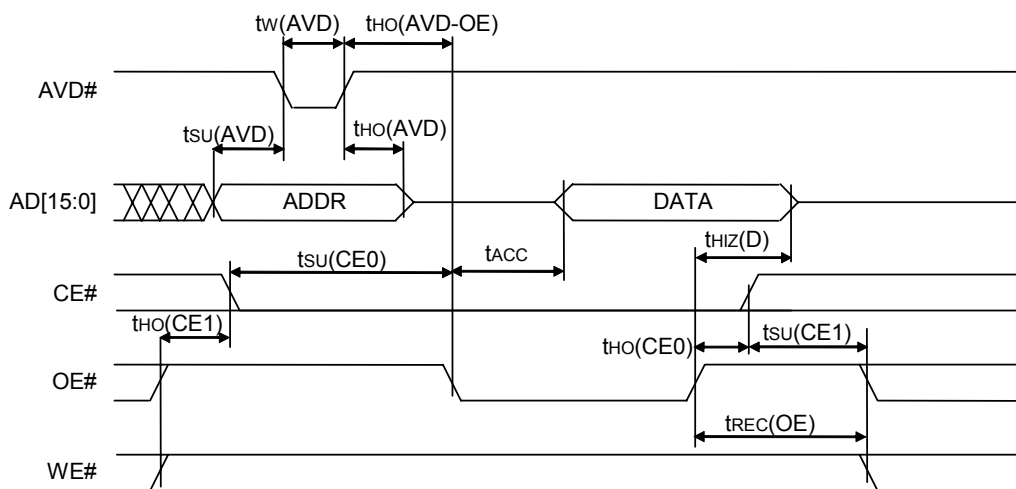 tW(AVD) tHO(AVD-OE)
AVD#
tSU(AVD) tHO(AVD)
AD[15:0] ADDR DATA
tHIZ(D)
tSU(CE0) tACC
CE#
tHO(CE1) tHO(CE0) tSU(CE1)
OE#
tREC(OE)
WE#